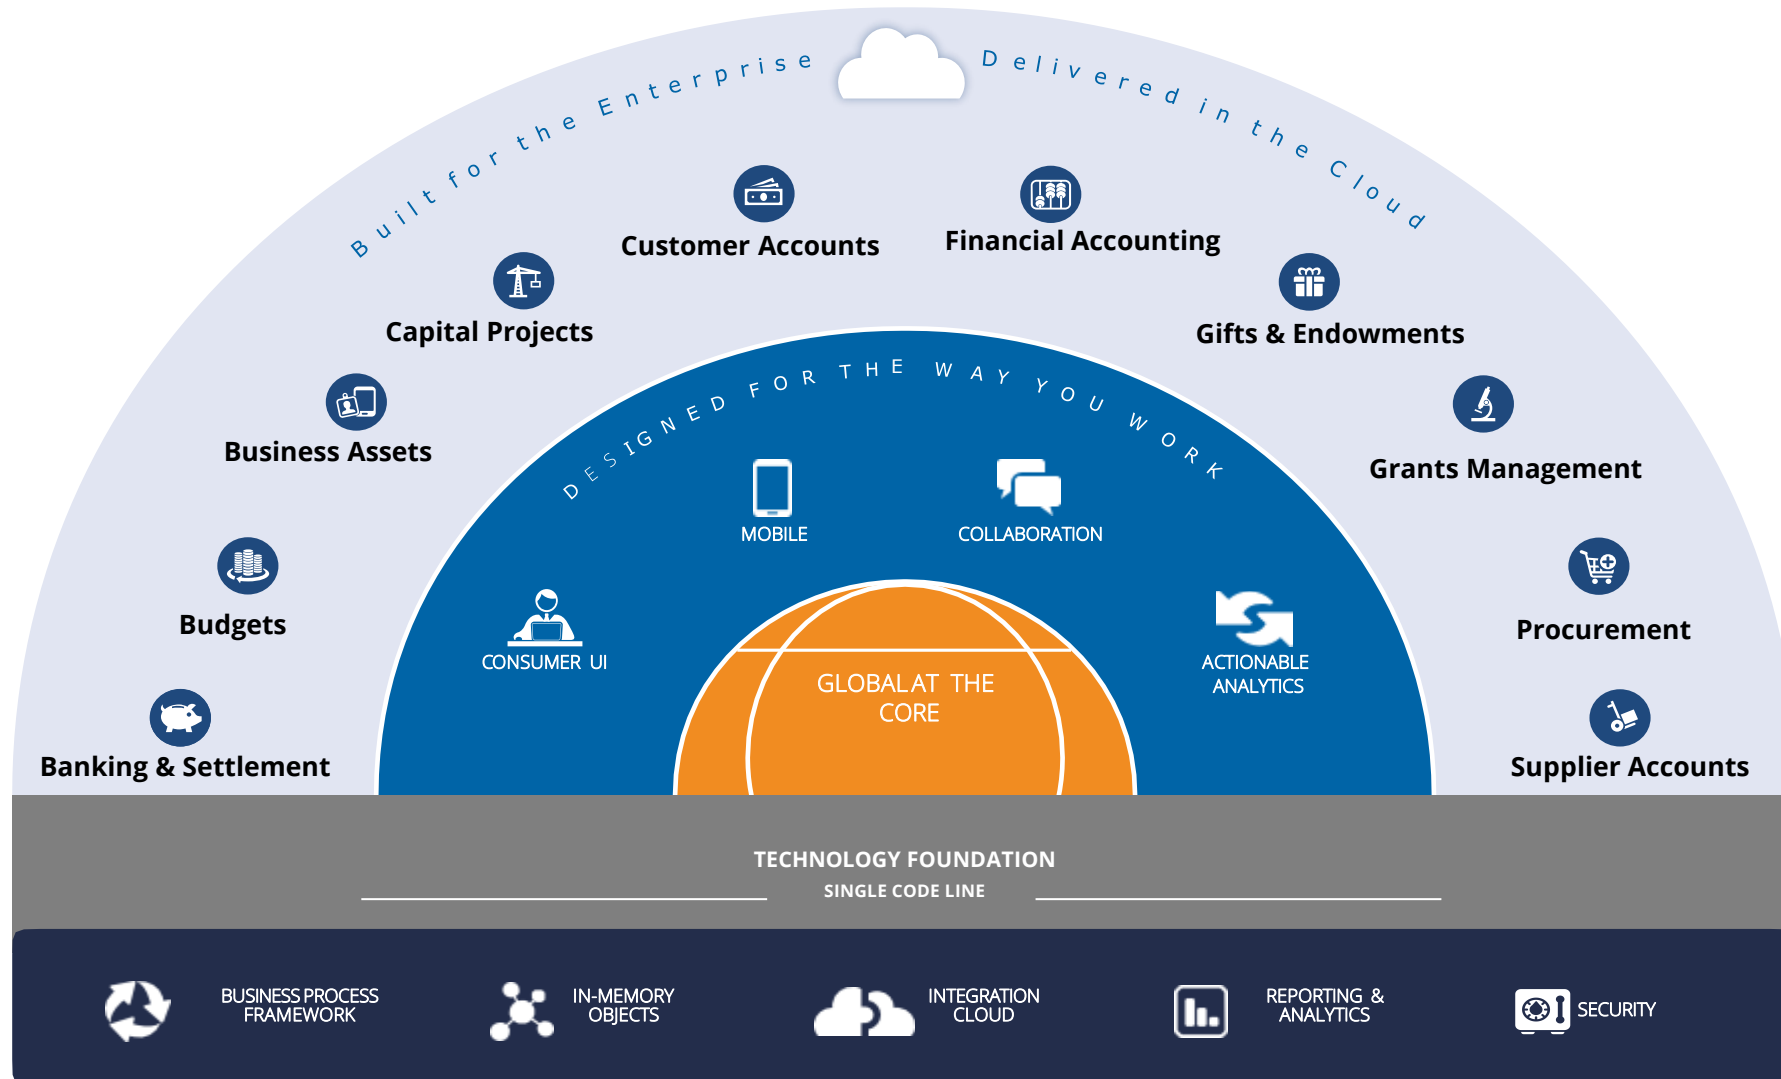 Built for the Enterprise
Delivered in the Cloud
Customer Accounts
Financial Accounting
Capital Projects
Gifts & Endowments
Business Assets
Grants Management
Budgets
Procurement
Banking & Settlement
Supplier Accounts
DESIGNED FOR THE WAY YOU WORK
MOBILE
COLLABORATION
CONSUMER UI
ACTIONABLE
ANALYTICS
GLOBAL AT THE
CORE
TECHNOLOGY FOUNDATION
SINGLE CODE LINE
BUSINESS PROCESS
FRAMEWORK
IN-MEMORY
OBJECTS
INTEGRATION
CLOUD
REPORTING &
ANALYTICS
SECURITY